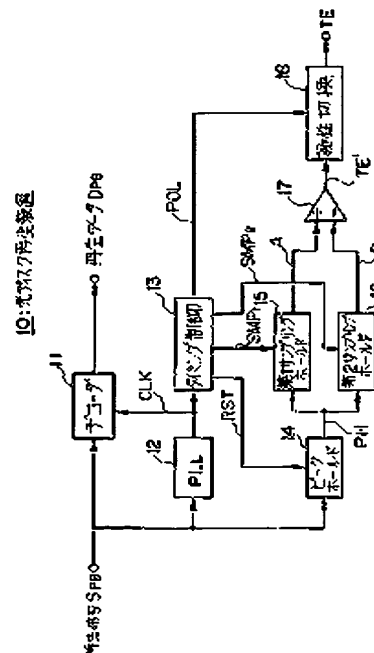 10:光ディスク再生装置
再生信号SPB
11
デコーダ
再生データDPB
CLK
12
PLL
13
タイミング制御
POL
RST
SMP1
SMP2
14
ピークホールド
PH
15
第1サンプリングホールド
A
第2サンプリングホールド
17
TE'
18
極性切換
TE